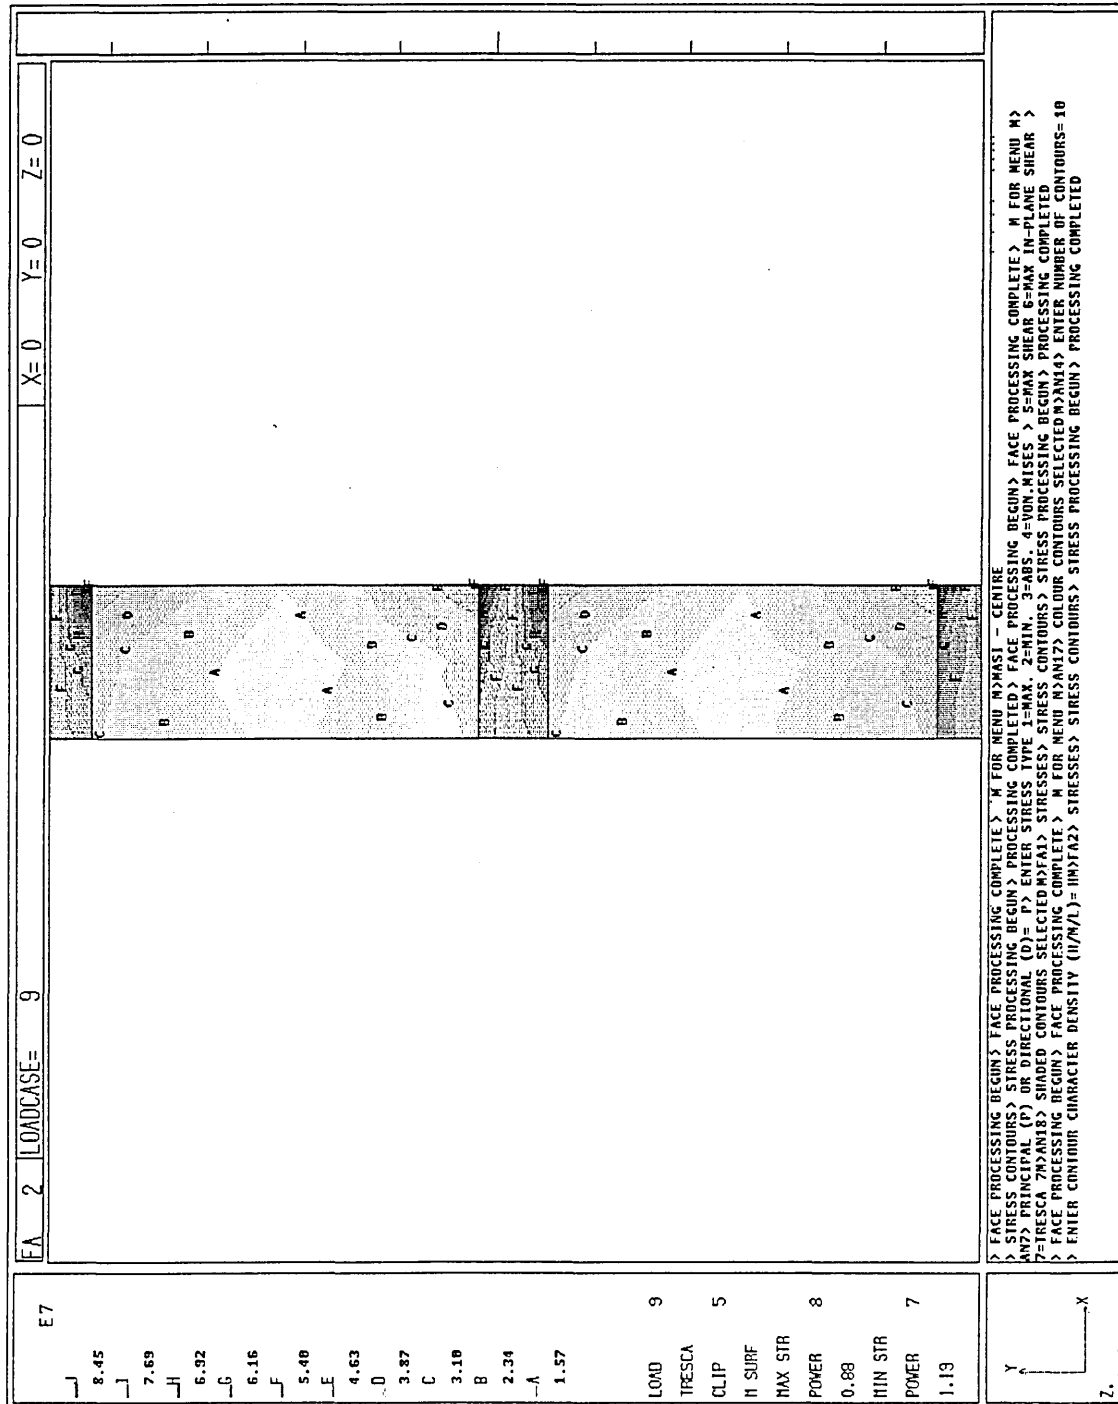 FA 2 LOADCASE= 9 X= 0 Y= 0 Z= 0
E7
J
8.45
I
7.69
H
6.92
G
6.16
F
5.40
E
4.63
D
3.87
C
3.10
B
2.34
A
1.57
LOAD 9
TRESCA
CLIP 5
M SURF
MAX STR
POWER 8
0.88
MIN STR
POWER 7
1.19
Y
X
Z.
> FACE PROCESSING BEGUN> FACE PROCESSING COMPLETE> M FOR MENU M>MASI - CENTRE
> STRESS CONTOURS> STRESS PROCESSING BEGUN> PROCESSING COMPLETED> FACE PROCESSING BEGUN> FACE PROCESSING COMPLETE> M FOR MENU M>
AN7> PRINCIPAL (P) OR DIRECTIONAL (D)= P> ENTER STRESS TYPE 1=MAX. 2=MIN. 3=ABS. 4=VON.MISES > 5=MAX SHEAR 6=MAX IN-PLANE SHEAR >
7=TRESCA 7M>AN18> SHADED CONTOURS SELECTEDM>FA1> STRESSES> STRESS CONTOURS> STRESS PROCESSING BEGUN> PROCESSING COMPLETED
> FACE PROCESSING BEGUN> FACE PROCESSING COMPLETE> M FOR MENU M>AN17> COLOUR CONTOURS SELECTEDM>AN14> ENTER NUMBER OF CONTOURS= 10
> ENTER CONTOUR CHARACTER DENSITY (H/M/L)= HM>FA2> STRESSES> STRESS CONTOURS> STRESS PROCESSING BEGUN> PROCESSING COMPLETED